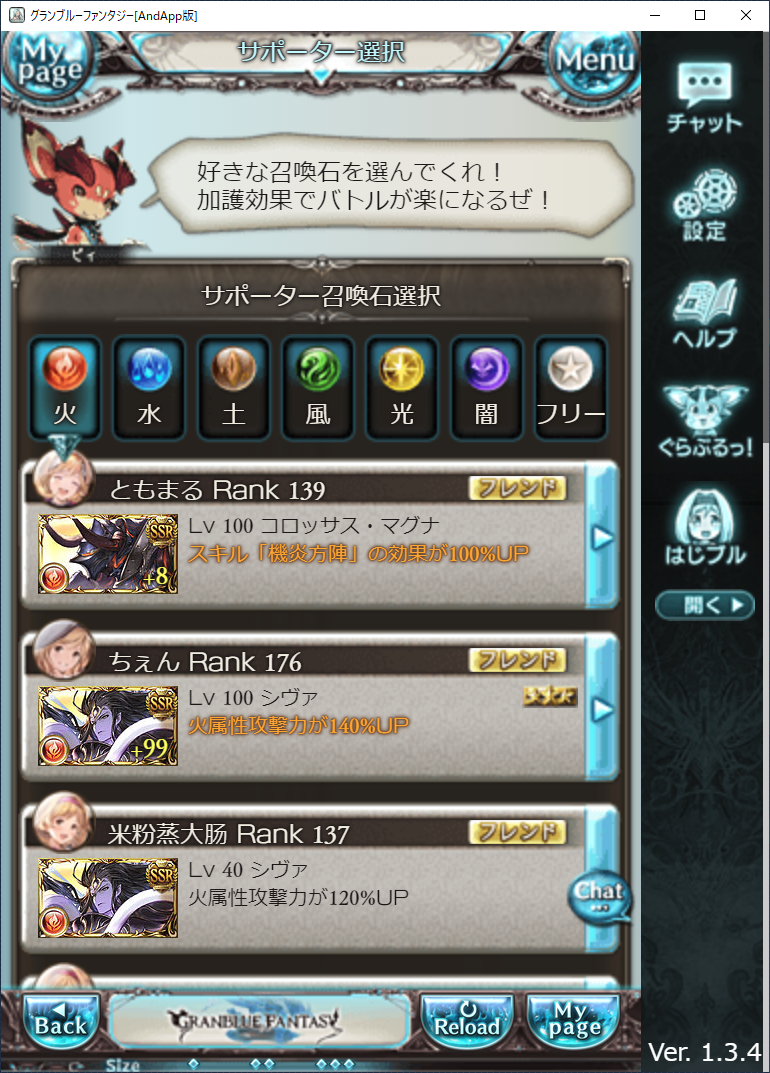 グランブルーファンタジー[AndApp版]
My page
サポーター選択
Menu
好きな召喚石を選んでくれ！
加護効果でバトルが楽になるぜ！
ビィ
サポーター召喚石選択
火
水
土
風
光
闇
フリー
ともまる Rank 139
フレンド
SSR
+8
Lv 100 コロッサス・マグナ
スキル「機炎方陣」の効果が100%UP
ちぇん Rank 176
フレンド
SSR
+99
Lv 100 シヴァ
火属性攻撃力が140%UP
米粉蒸大肠 Rank 137
フレンド
SSR
Lv 40 シヴァ
火属性攻撃力が120%UP
Chat
Back
GRANBLUE FANTASY
Reload
My page
Size
チャット
設定
ヘルプ
ぐらぶるっ!
はじブル
開く
Ver. 1.3.4